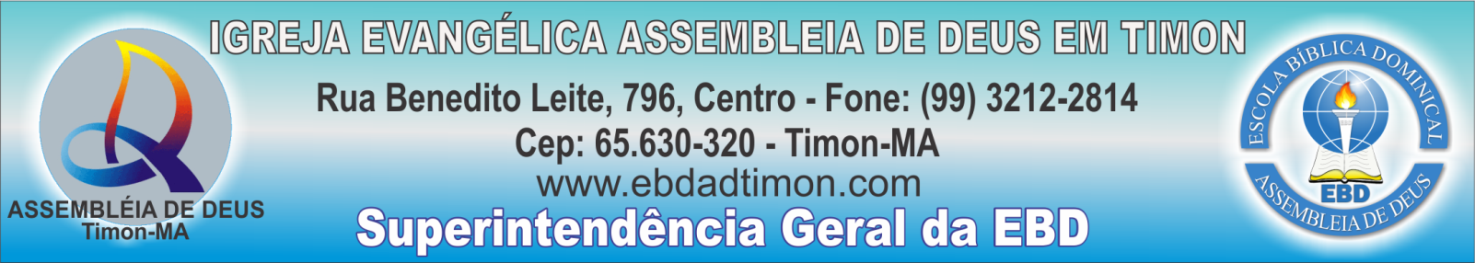 IGREJA EVANGÉLICA ASSEMBLEIA DE DEUS EM TIMON
Rua Benedito Leite, 796, Centro - Fone: (99) 3212-2814
Cep: 65.630-320 - Timon-MA
www.ebdadtimon.com
Superintendência Geral da EBD
ASSEMBLÉIA DE DEUS
Timon-MA
ESCOLA BÍBLICA DOMINICAL
EBD
ASSEMBLEIA DE DEUS